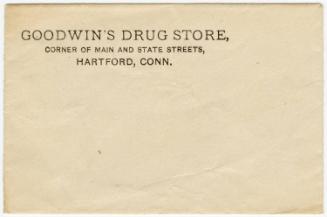 GOODWIN'S DRUG STORE,
CORNER OF MAIN AND STATE STREETS,
HARTFORD, CONN.